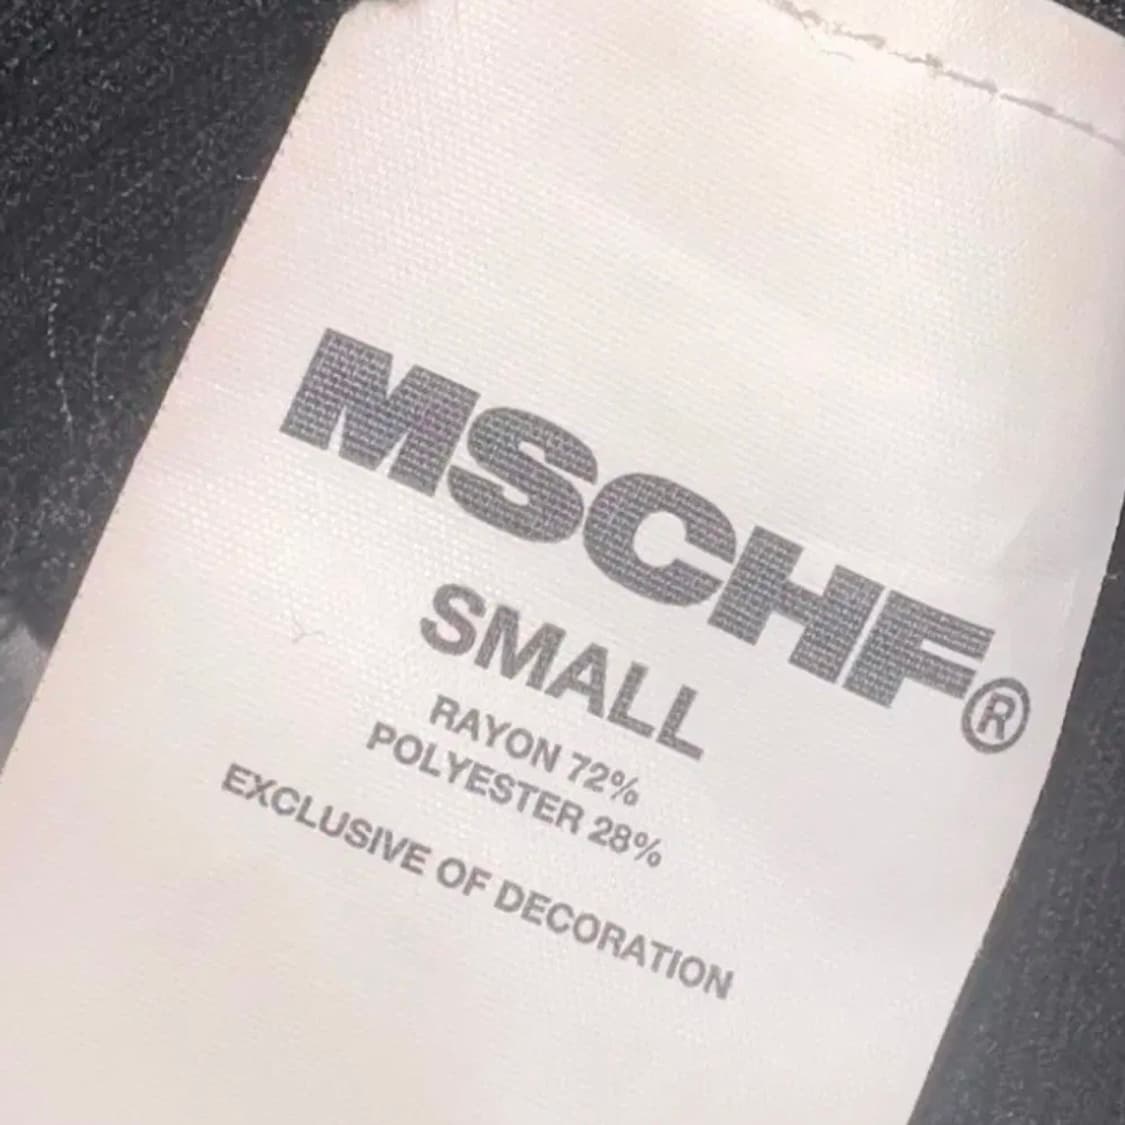 MSCHF®
SMALL
RAYON 72%
POLYESTER 28%
EXCLUSIVE OF DECORATION